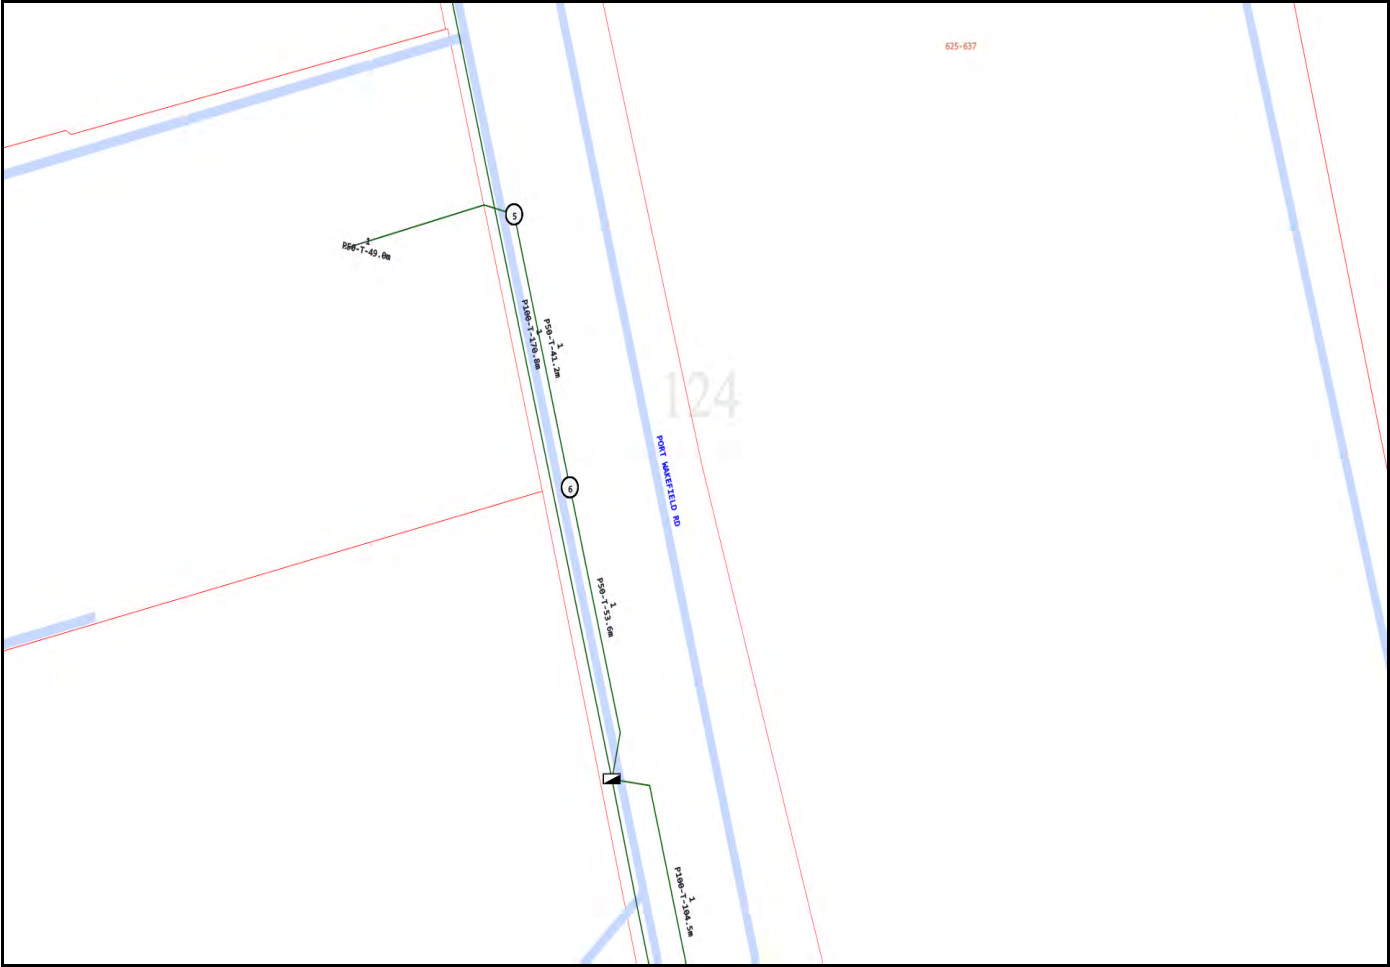 625-637
5
1
P50-T-49.0m
P100-T-170.8m
1
P50-T-41.2m
1
124
PORT WAKEFIELD RD
6
P50-T-53.6m
1
P100-T-104.5m
1